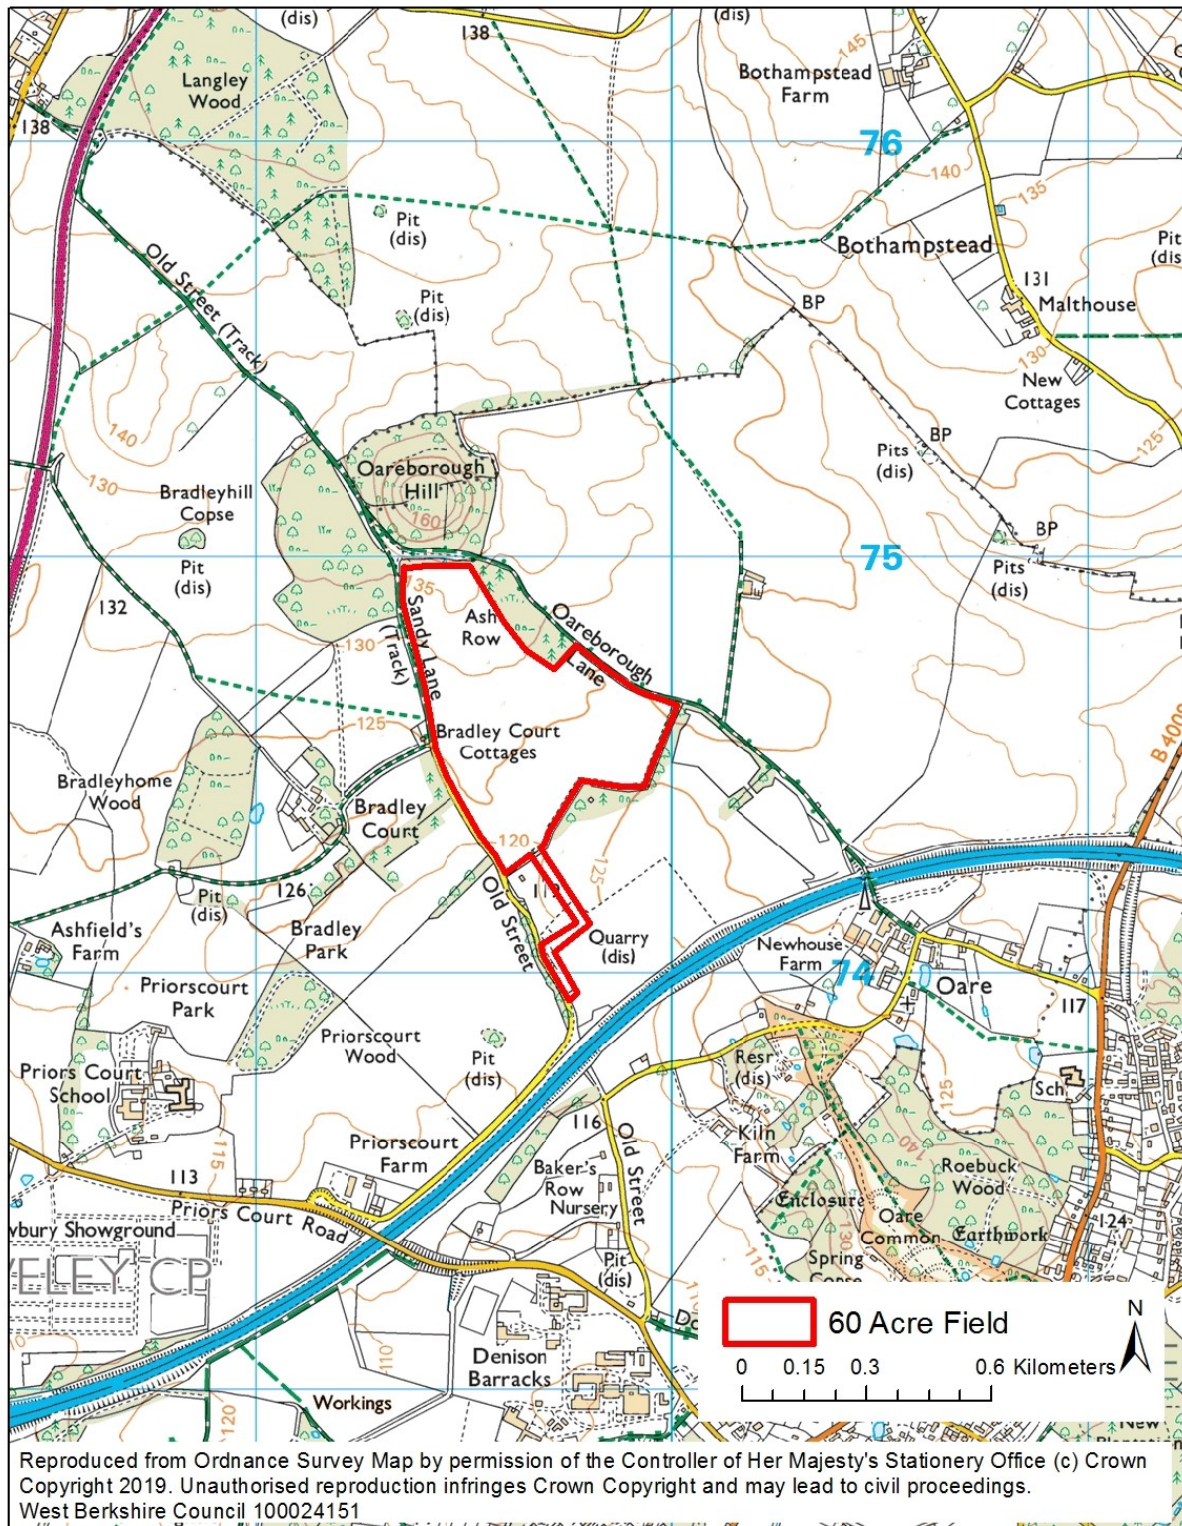 (dis)
138
(dis)
145
Langley
Wood
Bothampstead
Farm
138
76
140
135
Pit
(dis)
Bothampstead
Pit
(dis)
Old Street (Track)
Pit
(dis)
BP
131
Malthouse
130
New
Cottages
140
BP
125
Oareborough
Hill
Pits
(dis)
130
Bradleyhill
Copse
160
BP
Pit
(dis)
75
Pits
(dis)
135
132
Sandy Lane
(Track)
Ash
Row
Oareborough
Lane
130
125
Bradley Court
Cottages
B 4009
Bradleyhome
Wood
Bradley
Court
120
125
126
Pit
(dis)
Old Street
Ashfield's
Farm
Bradley
Park
Quarry
(dis)
Newhouse
Farm
74
Oare
Priorscourt
Park
117
Priorscourt
Wood
Pit
(dis)
Resr
(dis)
Priors Court
School
Sch
125
116
Kiln
Farm
140
115
Priorscourt
Farm
Old Street
Baker's
Row
Nursery
Roebuck
Wood
113
Priors Court Road
Enclosure
Oare
Common
Earthwork
124
130
wbury Showground
Pit
(dis)
115
Spring
Copse
VELEY CP
60 Acre Field
N
0 0.15 0.3 0.6 Kilometers
110
Denison
Barracks
Workings
120
Reproduced from Ordnance Survey Map by permission of the Controller of Her Majesty's Stationery Office (c) Crown
Copyright 2019. Unauthorised reproduction infringes Crown Copyright and may lead to civil proceedings.
West Berkshire Council 100024151